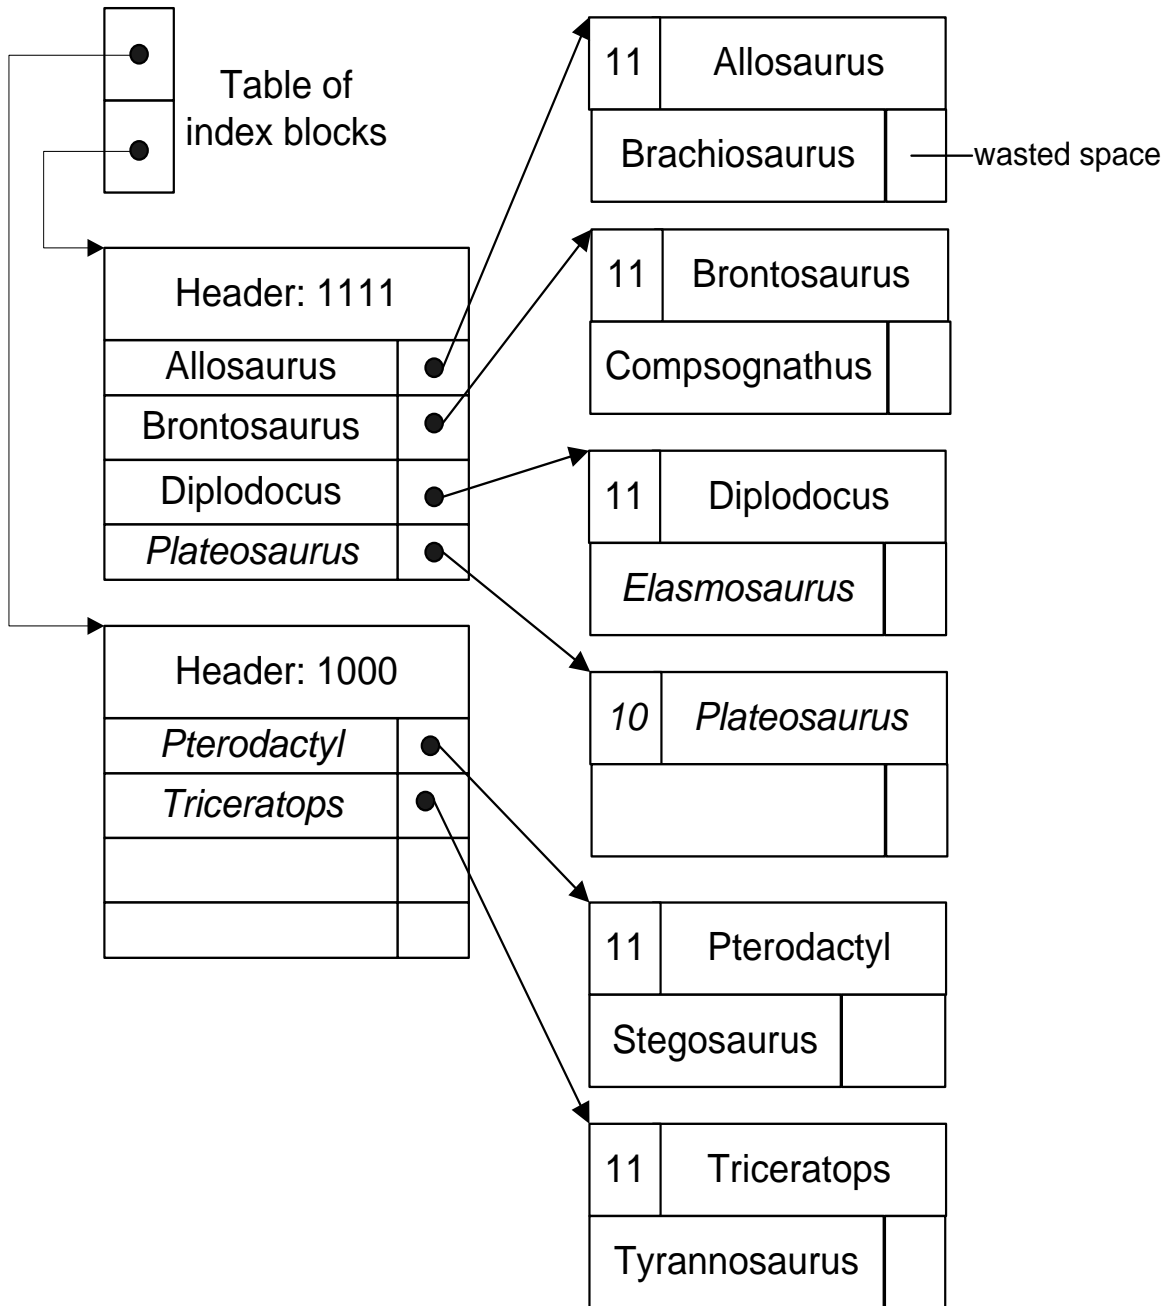 Table of
index blocks
Header: 1111
Allosaurus
Brontosaurus
Diplodocus
Plateosaurus
Header: 1000
Pterodactyl
Triceratops
11 Allosaurus
Brachiosaurus
wasted space
11 Brontosaurus
Compsognathus
11 Diplodocus
Elasmosaurus
10 Plateosaurus
11 Pterodactyl
Stegosaurus
11 Triceratops
Tyrannosaurus